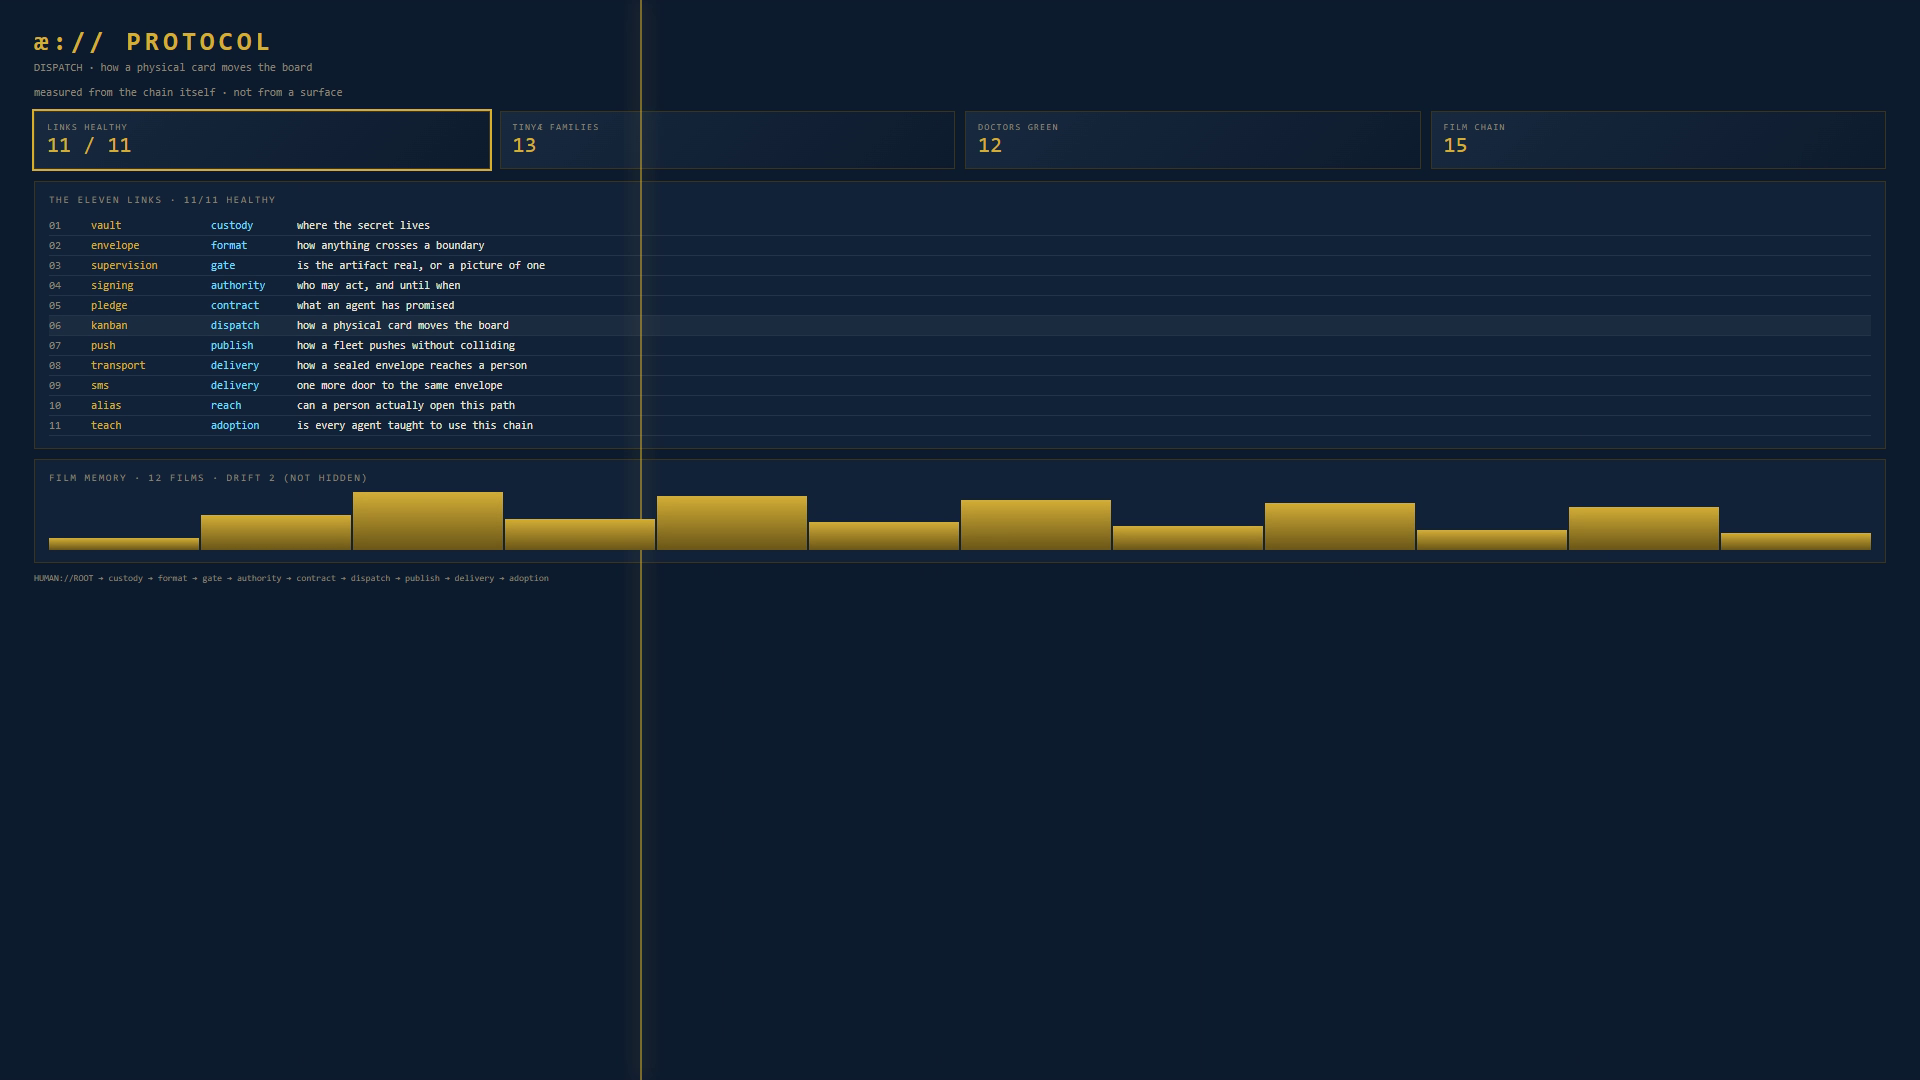 æ:// PROTOCOL
DISPATCH · how a physical card moves the board
measured from the chain itself · not from a surface
LINKS HEALTHY
11 / 11
TINYÆ FAMILIES
13
DOCTORS GREEN
12
FILM CHAIN
15
THE ELEVEN LINKS · 11/11 HEALTHY
01 vault custody where the secret lives
02 envelope format how anything crosses a boundary
03 supervision gate is the artifact real, or a picture of one
04 signing authority who may act, and until when
05 pledge contract what an agent has promised
06 kanban dispatch how a physical card moves the board
07 push publish how a fleet pushes without colliding
08 transport delivery how a sealed envelope reaches a person
09 sms delivery one more door to the same envelope
10 alias reach can a person actually open this path
11 teach adoption is every agent taught to use this chain
FILM MEMORY · 12 FILMS · DRIFT 2 (NOT HIDDEN)
HUMAN://ROOT → custody → format → gate → authority → contract → dispatch → publish → delivery → adoption